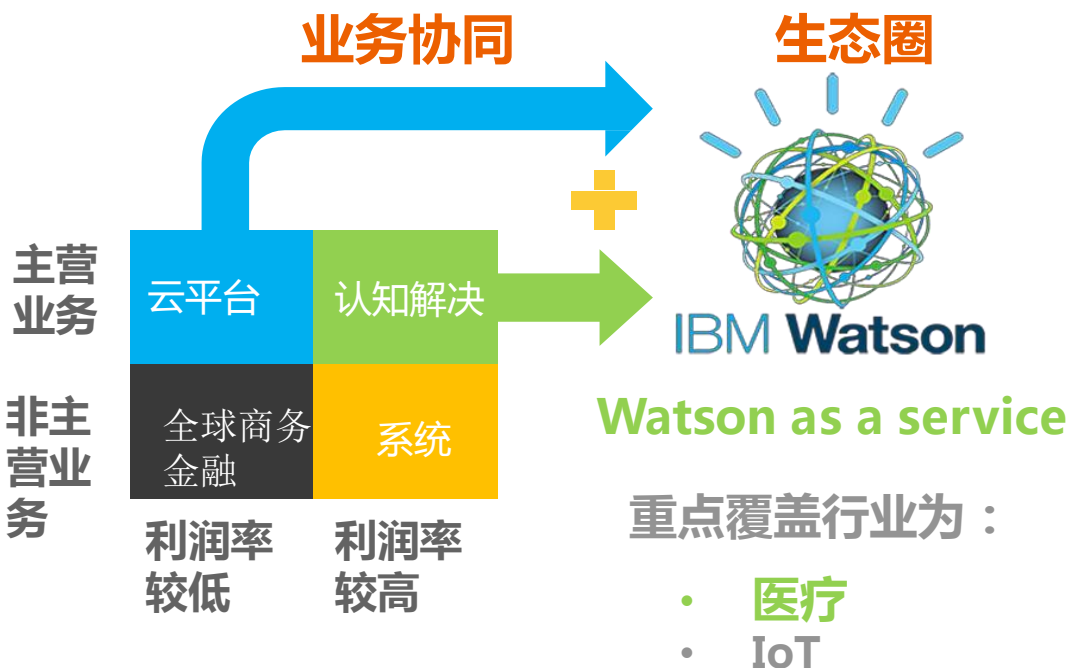 业务协同
生态圈
主营
业务
云平台
认知解决
IBM Watson
非主
营业
务
全球商务
金融
系统
Watson as a service
利润率
较低
利润率
较高
重点覆盖行业为：
• 医疗
• IoT